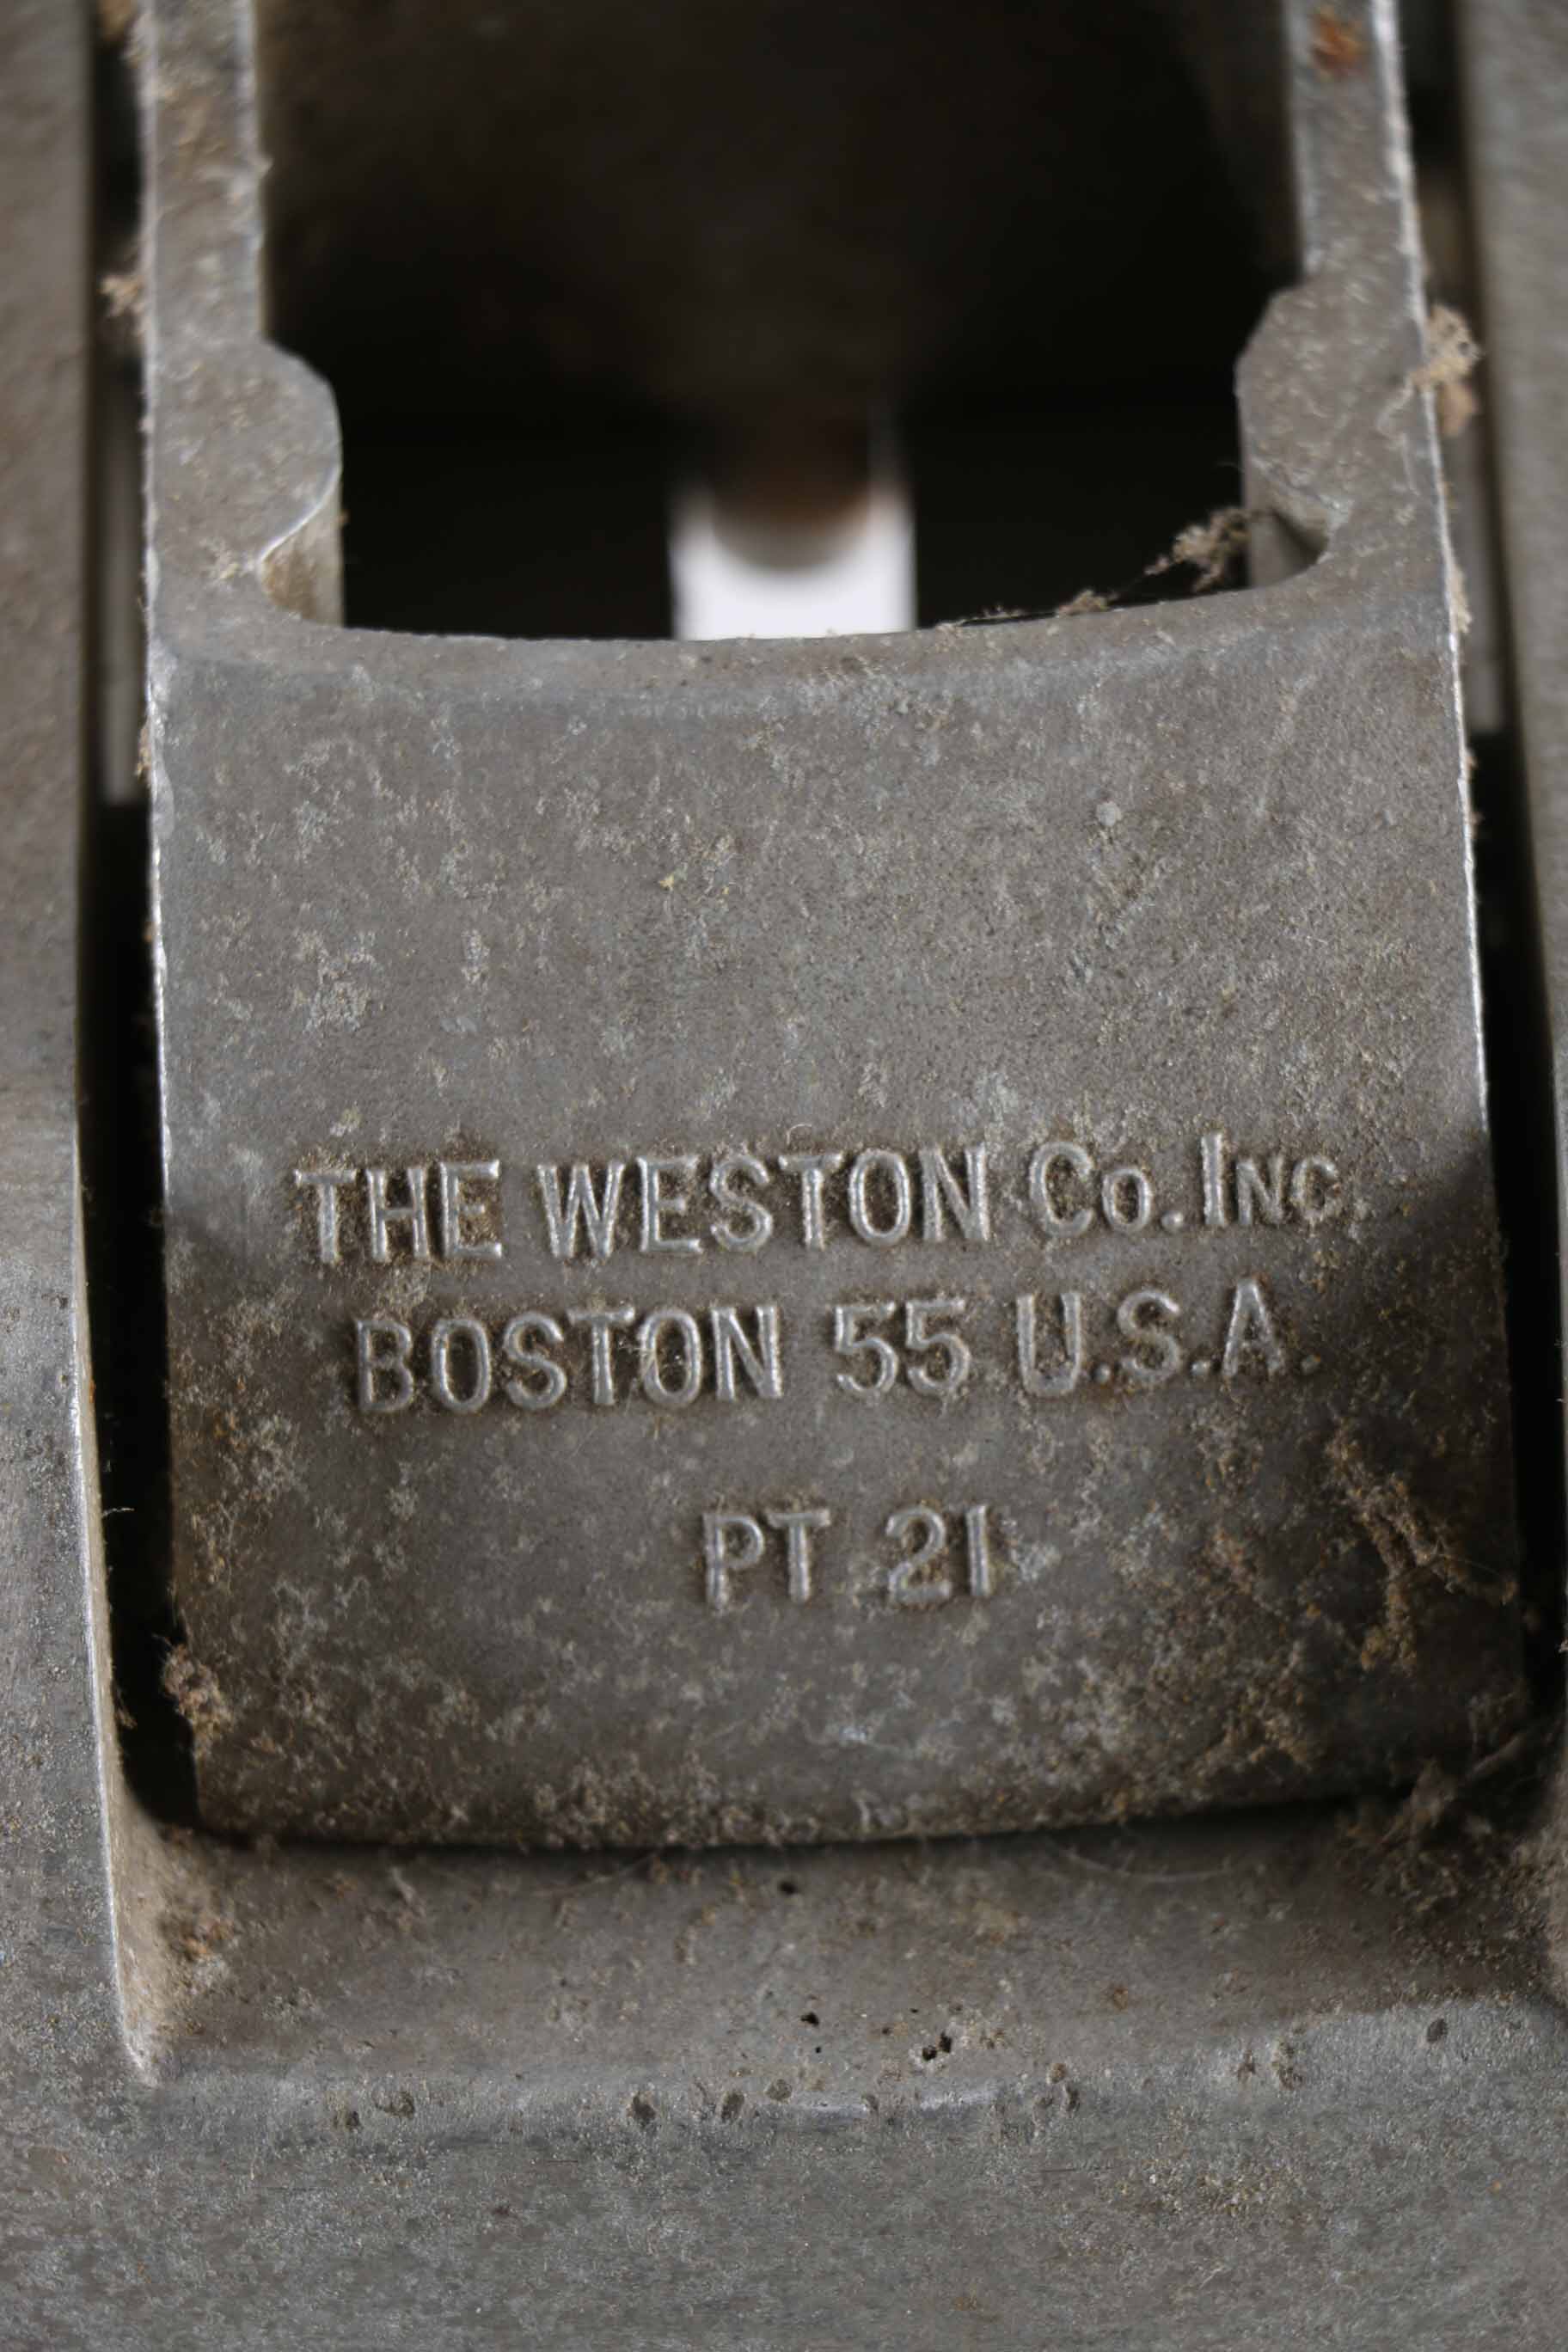 THE WESTON Co. INC.
BOSTON 55 U.S.A.
PT 21